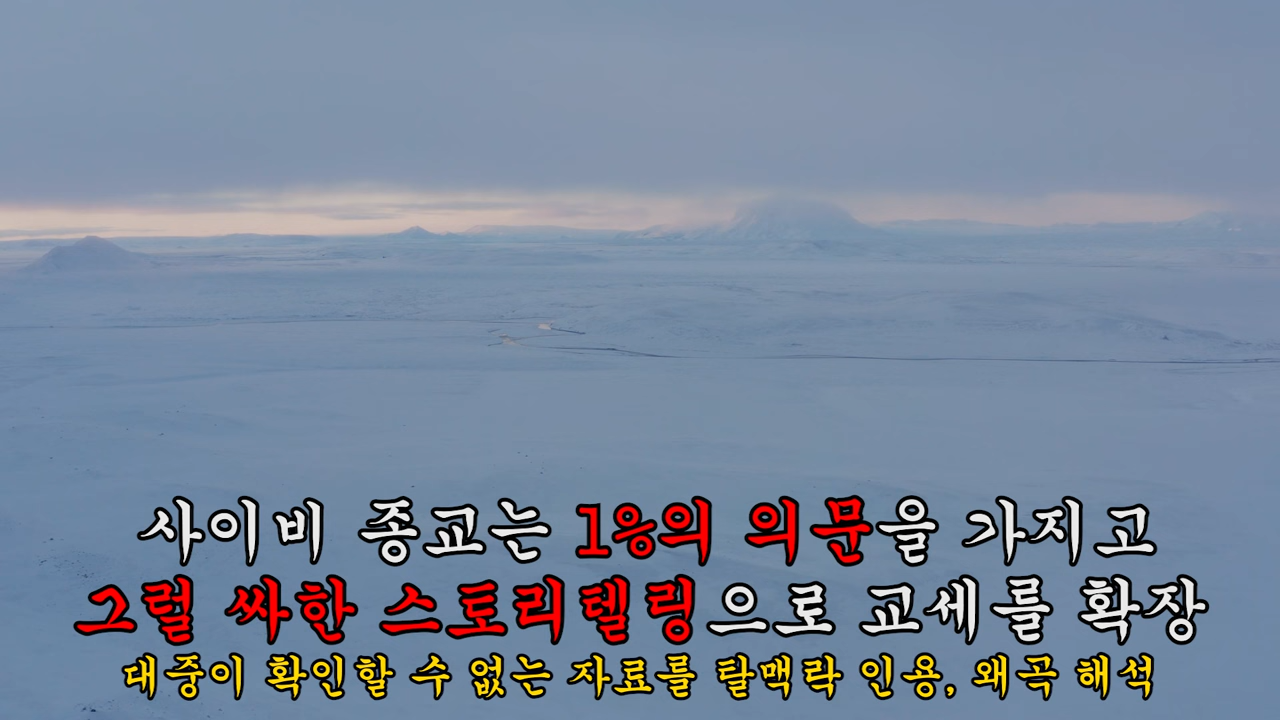 사이비 종교는 1%의 의문을 가지고
그럴 싸한 스토리텔링으로 교세를 확장
대중이 확인할 수 없는 자료를 탈맥락 인용, 왜곡 해석